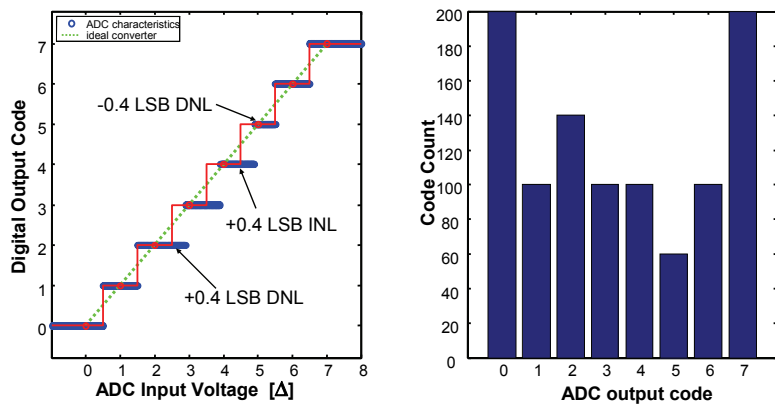 ADC characteristics
ideal converter
7
6
5
4
3
2
1
0
-0.4 LSB DNL
+0.4 LSB INL
+0.4 LSB DNL
0 1 2 3 4 5 6 7 8
ADC Input Voltage [Δ]
Digital Output Code
200
180
160
140
120
100
80
60
40
20
0
0 1 2 3 4 5 6 7
ADC output code
Code Count